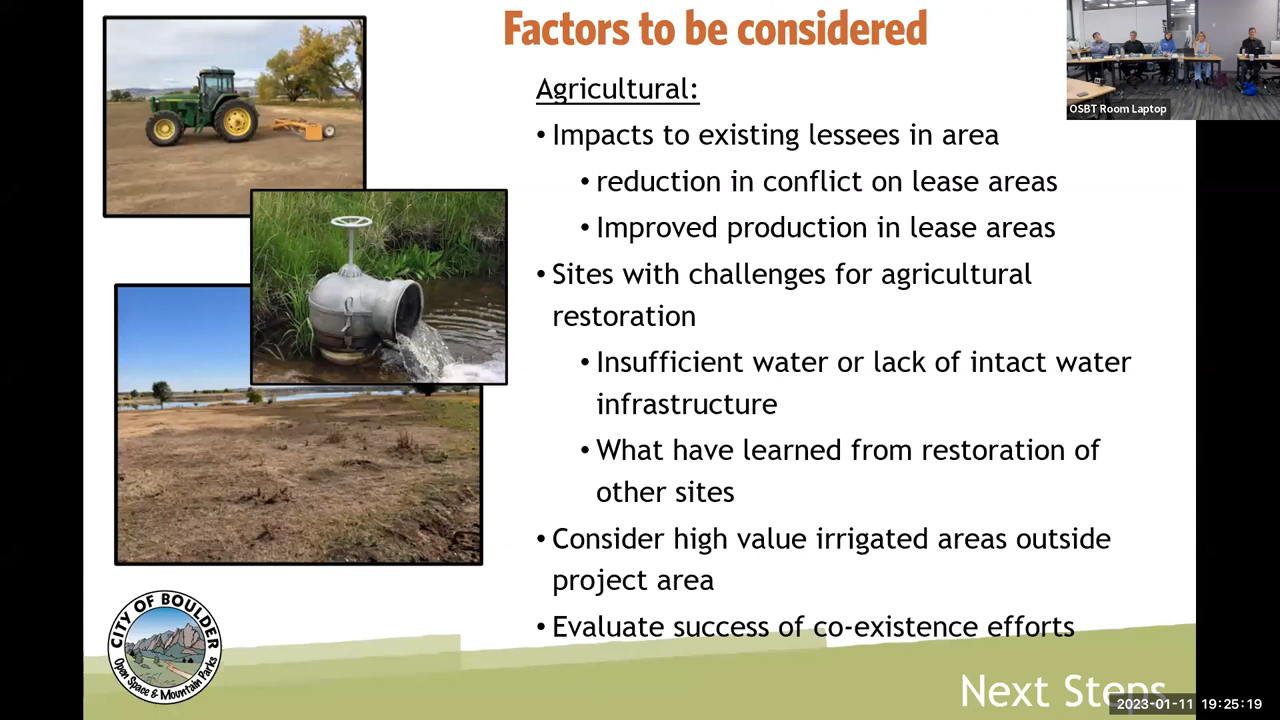 Factors to be considered
Agricultural:
• Impacts to existing lessees in area
• reduction in conflict on lease areas
• Improved production in lease areas
• Sites with challenges for agricultural
restoration
• Insufficient water or lack of intact water
infrastructure
• What have learned from restoration of
other sites
• Consider high value irrigated areas outside
project area
• Evaluate success of co-existence efforts
Next Steps
OSBT Room Laptop
CITY OF BOULDER
Open Space & Mountain Parks
2023-01-11 19:25:19